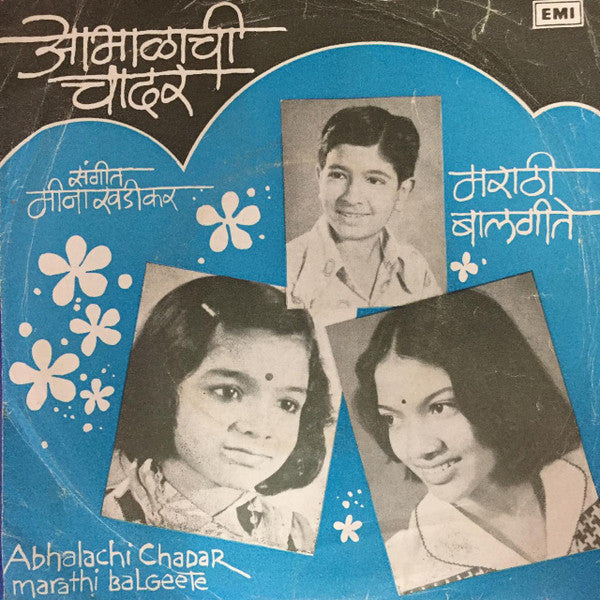 EMI
आभाळाची
चादर
संगीत
मीना खडीकर
मराठी
बालगीते
Abhalachi Chadar
marathi BaLGeete